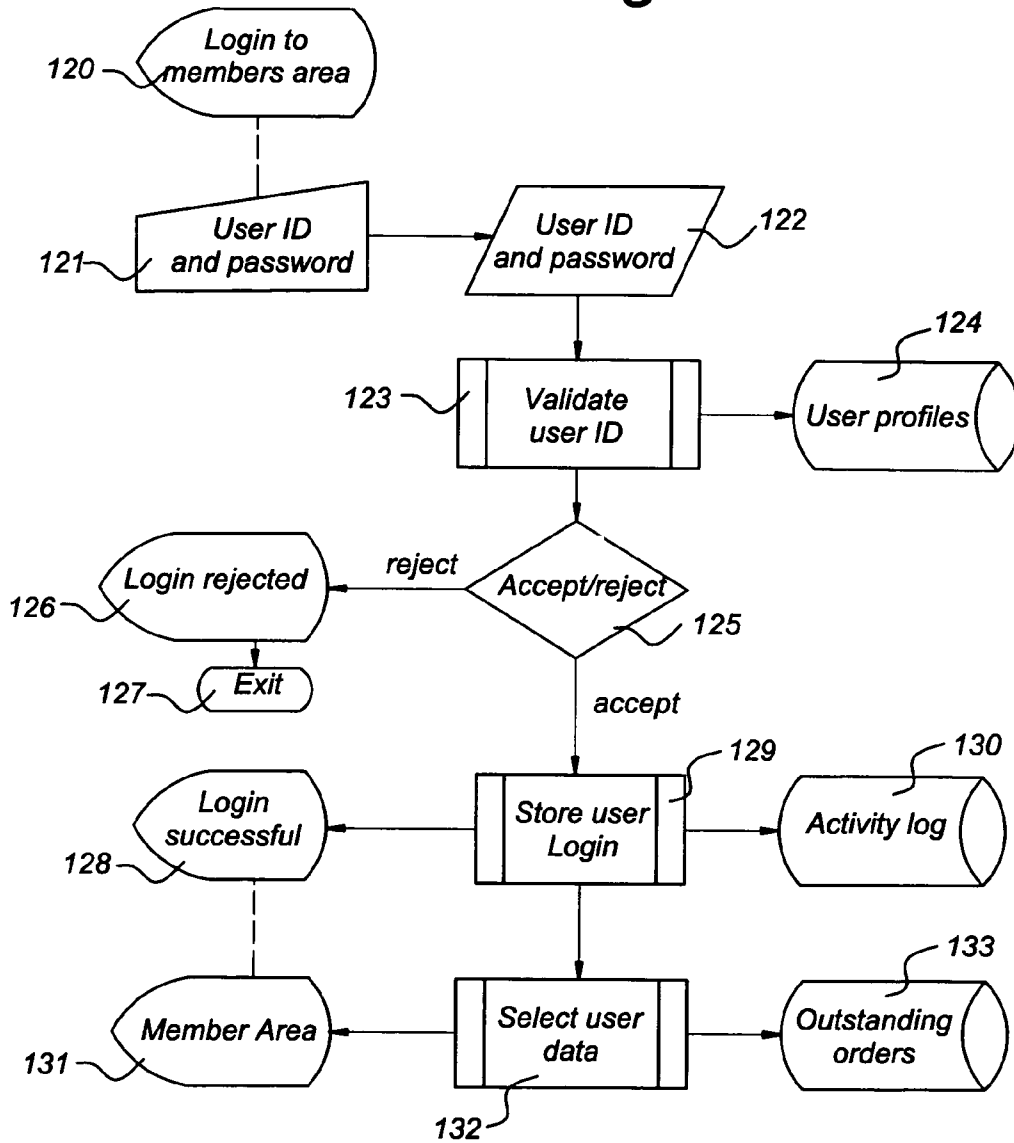 Login to
members area
120
User ID
and password
121
User ID
and password
122
Validate
user ID
123
User profiles
124
Accept/reject
125
reject
Login rejected
126
Exit
127
accept
Store user
Login
129
Activity log
130
Login
successful
128
Select user
data
132
Outstanding
orders
133
Member Area
131